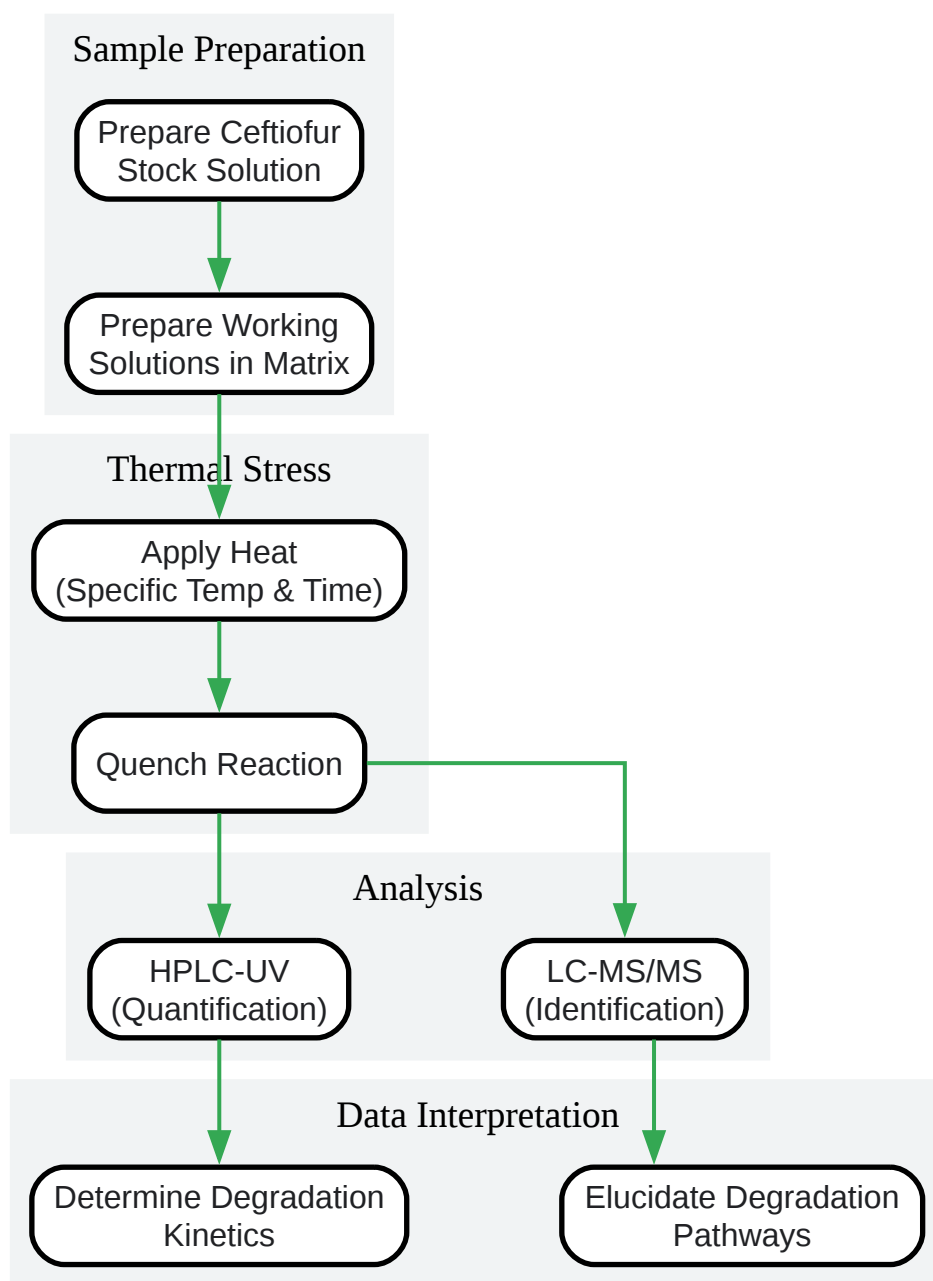 Sample Preparation
Prepare Ceftiofur
Stock Solution
Prepare Working
Solutions in Matrix
Thermal Stress
Apply Heat
(Specific Temp & Time)
Quench Reaction
Analysis
HPLC-UV
(Quantification)
LC-MS/MS
(Identification)
Data Interpretation
Determine Degradation
Kinetics
Elucidate Degradation
Pathways